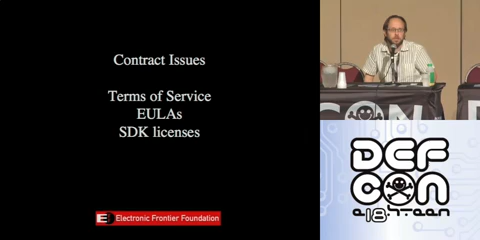 Contract Issues
Terms of Service
EULAs
SDK licenses
Electronic Frontier Foundation
DEF
CON